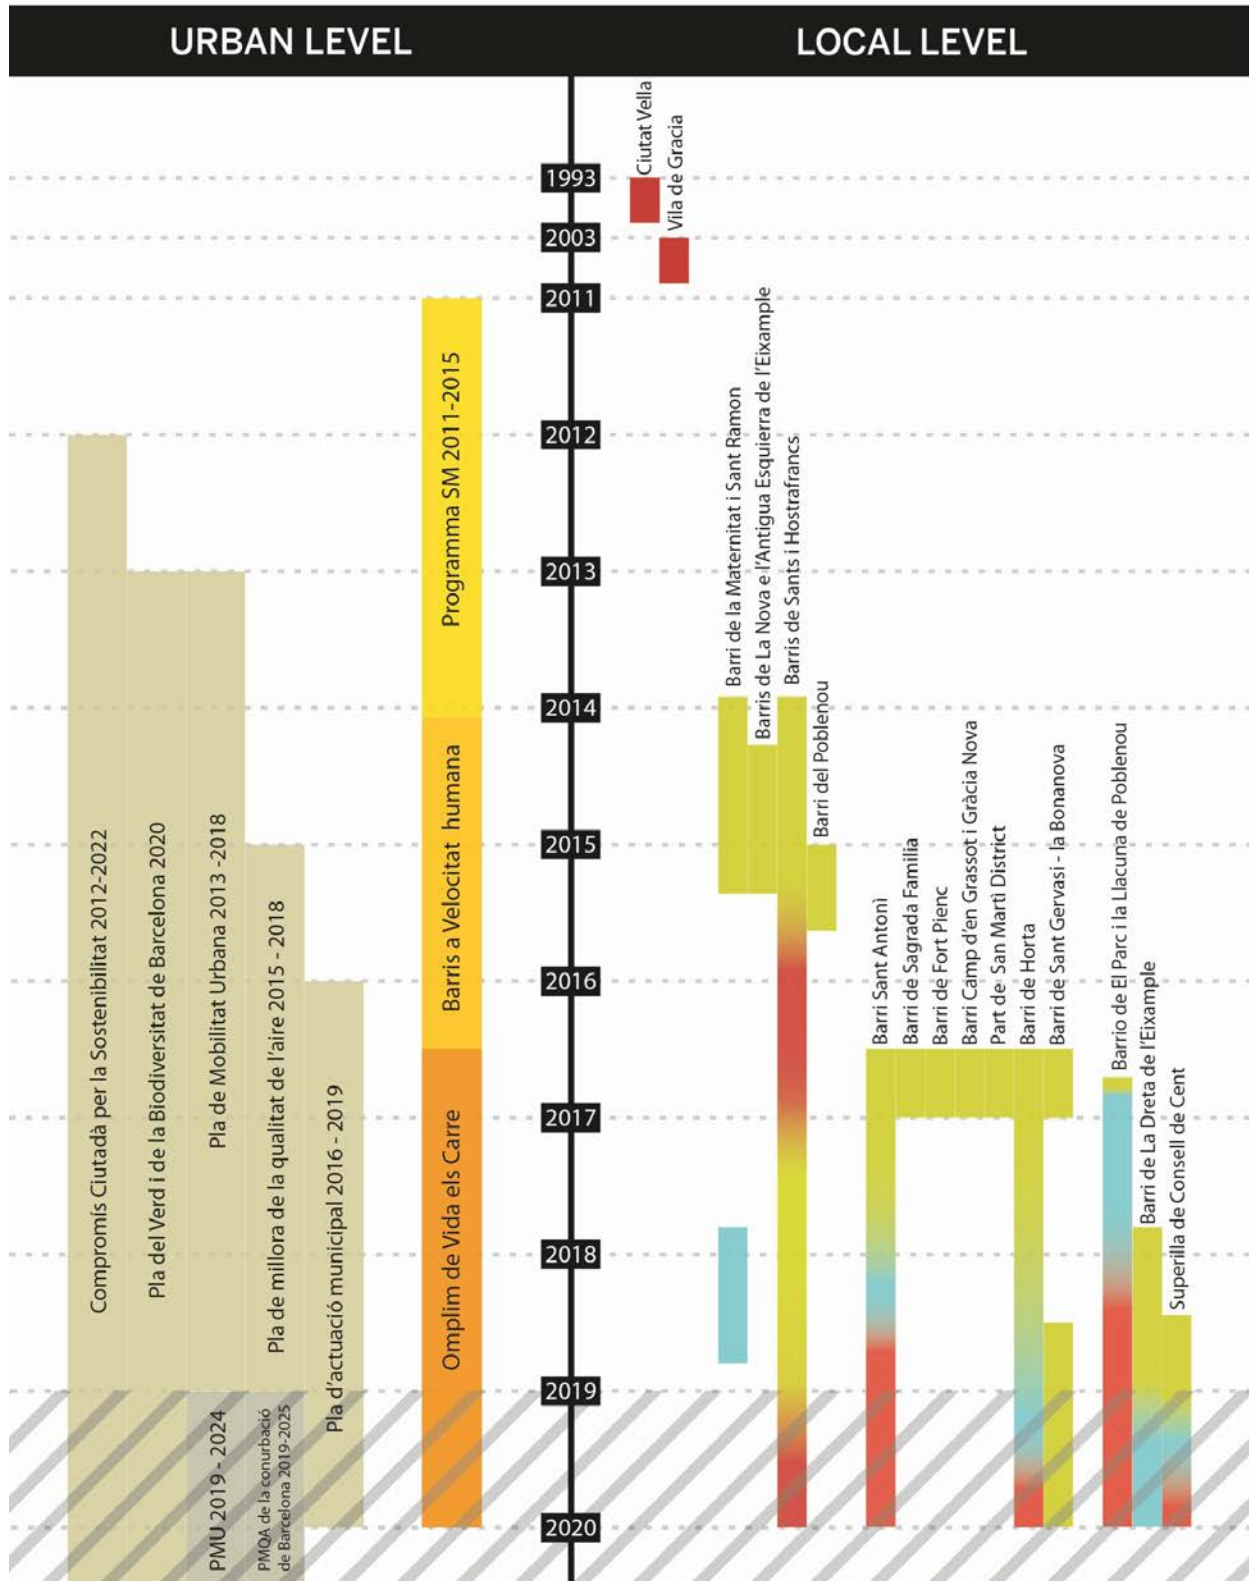 URBAN LEVEL
LOCAL LEVEL
1993
2003
2011
2012
2013
2014
2015
2016
2017
2018
2019
2020
Compromís Ciutadà per la Sostenibilitat 2012-2022
Pla del Verd i de la Biodiversitat de Barcelona 2020
Pla de Mobilitat Urbana 2013 -2018
PMU 2019 - 2024
Pla de millora de la qualitat de l'aire 2015 - 2018
PMQA de la conurbació
de Barcelona 2019-2025
Pla d'actuació municipal 2016 - 2019
Programma SM 2011-2015
Barris a Velocitat humana
Omplim de Vida els Carre
Ciutat Vella
Vila de Gracia
Barri de la Maternitat i Sant Ramon
Barris de La Nova e l'Antigua Esquierra de l'Eixample
Barris de Sants i Hostrafrancs
Barri del Poblenou
Barri Sant Antonì
Barri de Sagrada Familia
Barri de Fort Pienc
Barri Camp d'en Grassot i Gràcia Nova
Part de San Martì District
Barri de Horta
Barri de Sant Gervasi - la Bonanova
Barrio de El Parc i la Llacuna de Poblenou
Barri de La Dreta de l'Eixample
Superilla de Consell de Cent